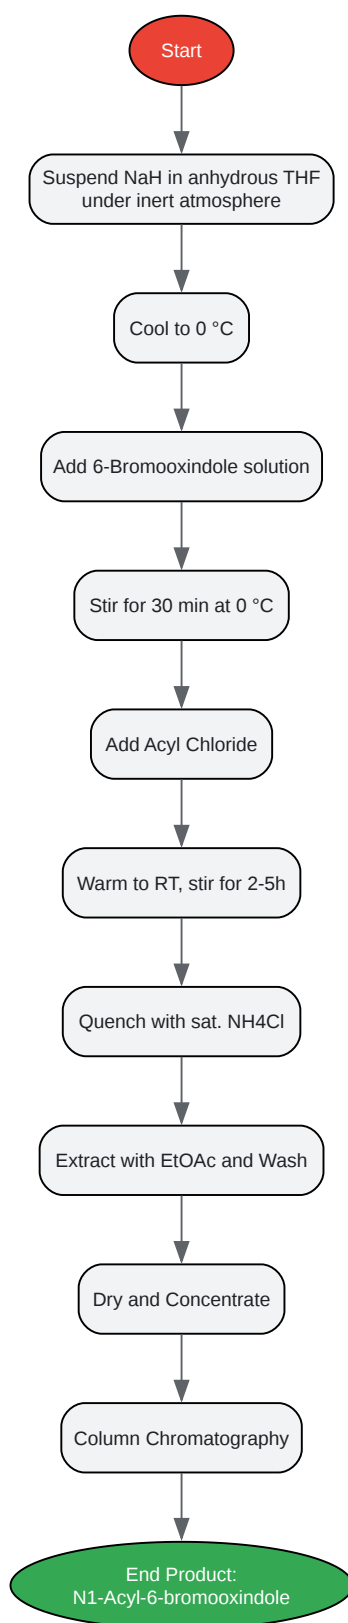 Start
Suspend NaH in anhydrous THF
under inert atmosphere
Cool to 0 °C
Add 6-Bromooxindole solution
Stir for 30 min at 0 °C
Add Acyl Chloride
Warm to RT, stir for 2-5h
Quench with sat. NH4Cl
Extract with EtOAc and Wash
Dry and Concentrate
Column Chromatography
End Product:
N1-Acyl-6-bromooxindole